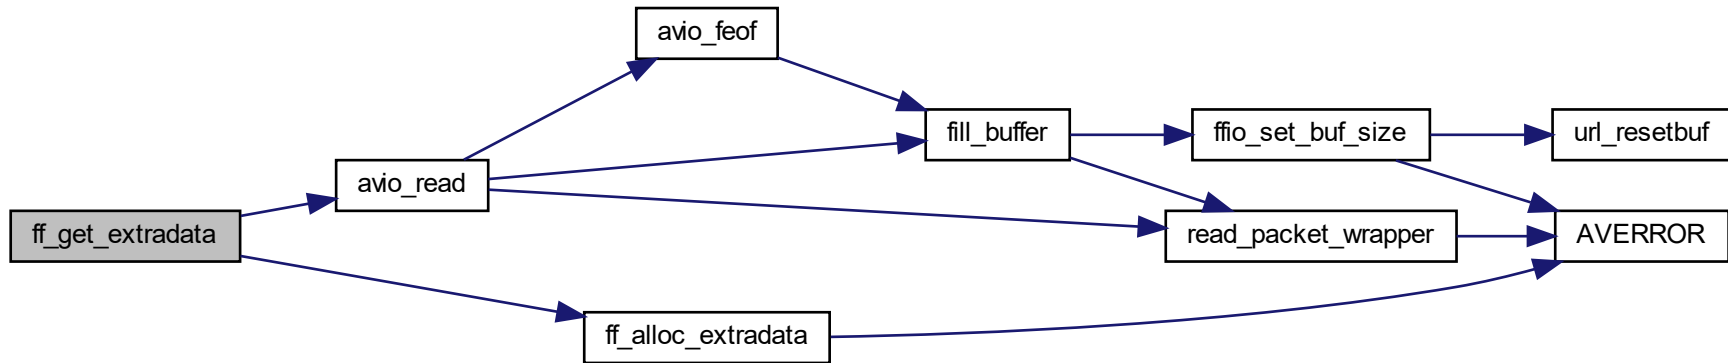 avio_feof
fill_buffer
ffio_set_buf_size
url_resetbuf
avio_read
ff_get_extradata
read_packet_wrapper
AVERROR
ff_alloc_extradata